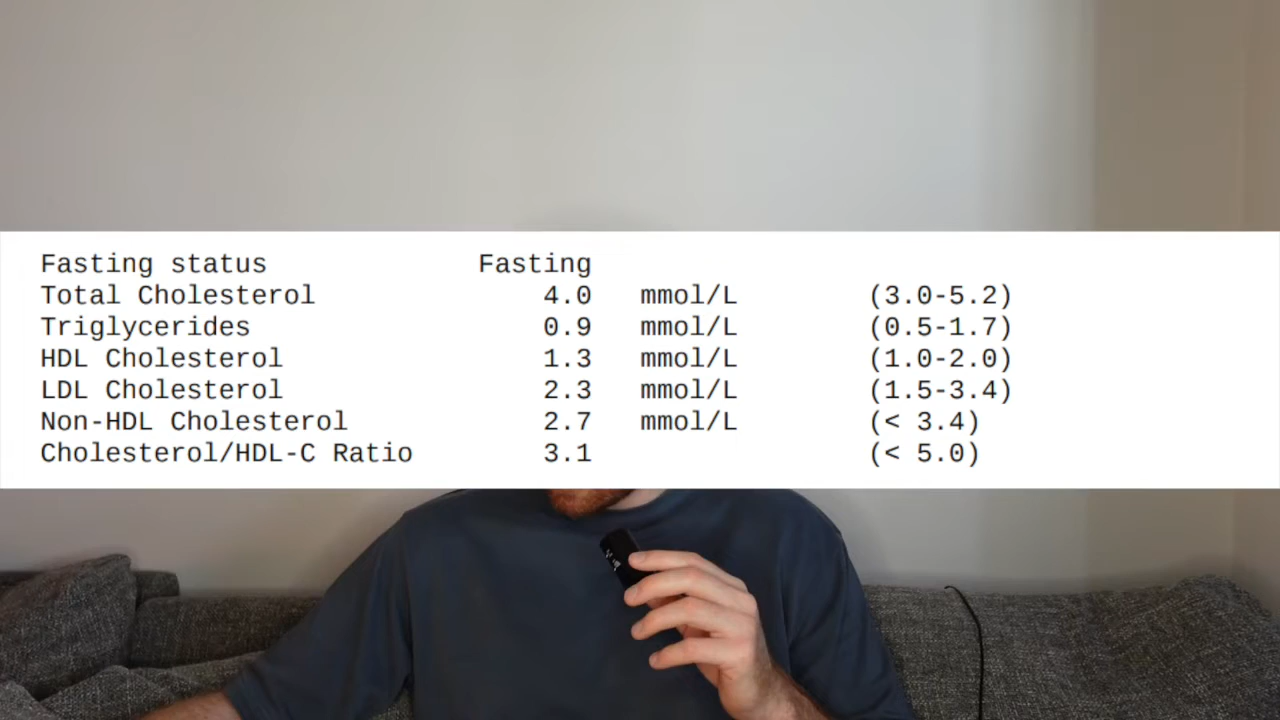 Fasting status Fasting
Total Cholesterol 4.0 mmol/L (3.0-5.2)
Triglycerides 0.9 mmol/L (0.5-1.7)
HDL Cholesterol 1.3 mmol/L (1.0-2.0)
LDL Cholesterol 2.3 mmol/L (1.5-3.4)
Non-HDL Cholesterol 2.7 mmol/L (< 3.4)
Cholesterol/HDL-C Ratio 3.1 (< 5.0)